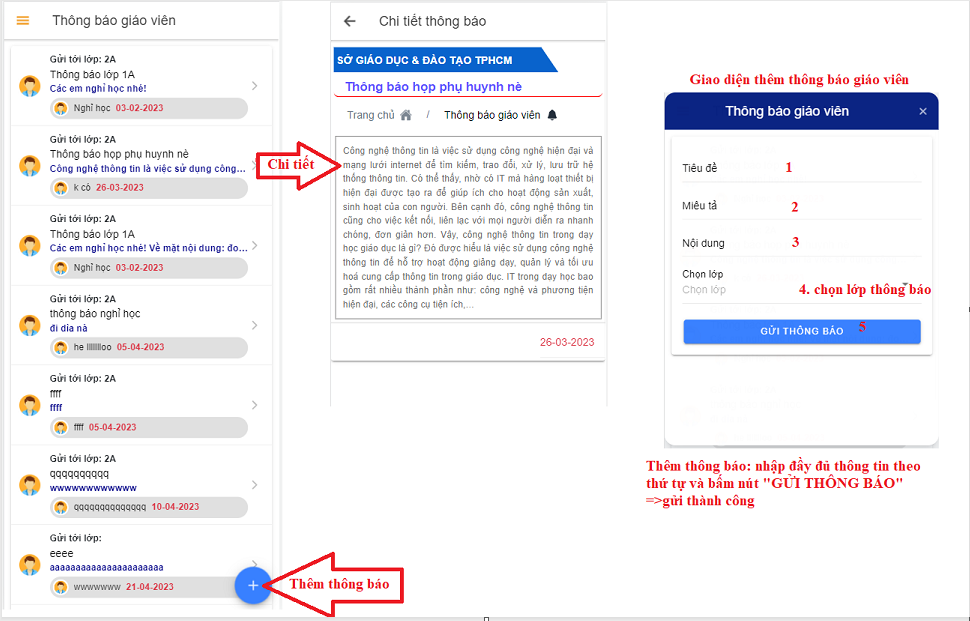 Thông báo giáo viên
Gửi tới lớp: 2A
Thông báo lớp 1A
Các em nghỉ học nhé!
Nghỉ học 03-02-2023
Gửi tới lớp: 2A
Thông báo họp phụ huynh nè
Công nghệ thông tin là việc sử dụng công...
k cô 26-03-2023
Gửi tới lớp: 2A
Thông báo lớp 1A
Các em nghỉ học nhé! Về mặt nội dung: đo...
Nghỉ học 03-02-2023
Gửi tới lớp: 2A
thông báo nghỉ học
đi dia nà
he llllllloo 05-04-2023
Gửi tới lớp: 2A
ffff
ffff
ffff 05-04-2023
Gửi tới lớp: 2A
qqqqqqqqqq
wwwwwwwwwwww
qqqqqqqqqqqqqq 10-04-2023
Gửi tới lớp:
eeee
aaaaaaaaaaaaaaaaaaaaaa
wwwwwww 21-04-2023
+
Chi tiết
Thêm thông báo
Chi tiết thông báo
SỞ GIÁO DỤC & ĐÀO TẠO TPHCM
Thông báo họp phụ huynh nè
Trang chủ / Thông báo giáo viên
Công nghệ thông tin là việc sử dụng công nghệ hiện đại và
mạng lưới internet để tìm kiếm, trao đổi, xử lý, lưu trữ hệ
thống thông tin. Có thể thấy, nhờ có IT mà hàng loạt thiết bị
hiện đại được tạo ra để giúp ích cho hoạt động sản xuất,
sinh hoạt của con người. Bên cạnh đó, công nghệ thông tin
cũng cho việc kết nối, liên lạc với mọi người diễn ra nhanh
chóng, đơn giản hơn. Vậy, công nghệ thông tin trong dạy
học giáo dục là gì? Đó được hiểu là việc sử dụng công nghệ
thông tin để hỗ trợ hoạt động giảng dạy, quản lý và tối ưu
hoá cung cấp thông tin trong giáo dục. IT trong dạy học bao
gồm rất nhiều thành phần như: công nghệ và phương tiện
hiện đại, các công cụ tiện ích,...
26-03-2023
Giao diện thêm thông báo giáo viên
Thông báo giáo viên ×
Tiêu đề 1
Miêu tả 2
Nội dung 3
Chọn lớp
Chọn lớp 4. chọn lớp thông báo
GỬI THÔNG BÁO 5
Thêm thông báo: nhập đầy đủ thông tin theo
thứ tự và bấm nút "GỬI THÔNG BÁO"
=>gửi thành công